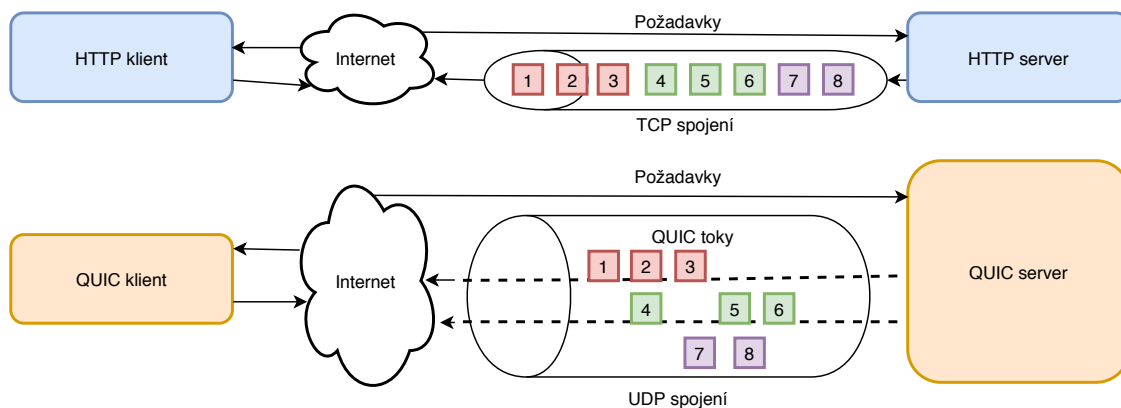 Požadavky
HTTP klient
Internet
HTTP server
1 2 3 4 5 6 7 8
TCP spojení
Požadavky
QUIC toky
1 2 3
QUIC klient
Internet
QUIC server
4 5 6
7 8
UDP spojení